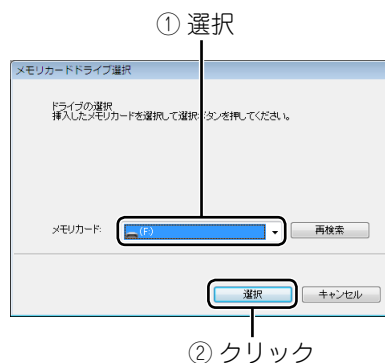 ① 選択
メモリカードドライブ選択
ドライブの選択
挿入したメモリカードを選択して選択ボタンを押してください。
メモリカード:
(F:)
再検索
選択
キャンセル
② クリック